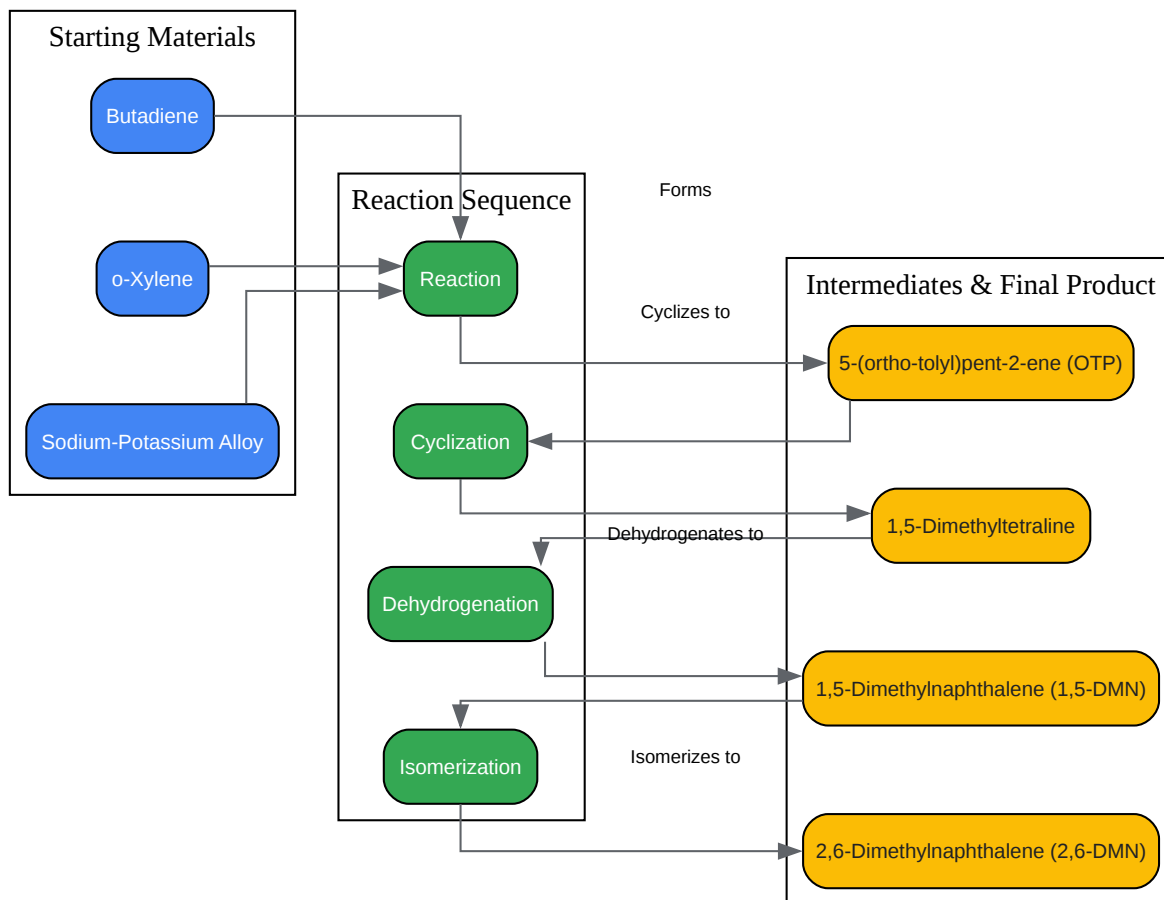 Starting Materials
Butadiene
o-Xylene
Sodium-Potassium Alloy
Reaction Sequence
Reaction
Cyclization
Dehydrogenation
Isomerization
Forms
Cyclizes to
Dehydrogenates to
Isomerizes to
Intermediates & Final Product
5-(ortho-tolyl)pent-2-ene (OTP)
1,5-Dimethyltetraline
1,5-Dimethylnaphthalene (1,5-DMN)
2,6-Dimethylnaphthalene (2,6-DMN)